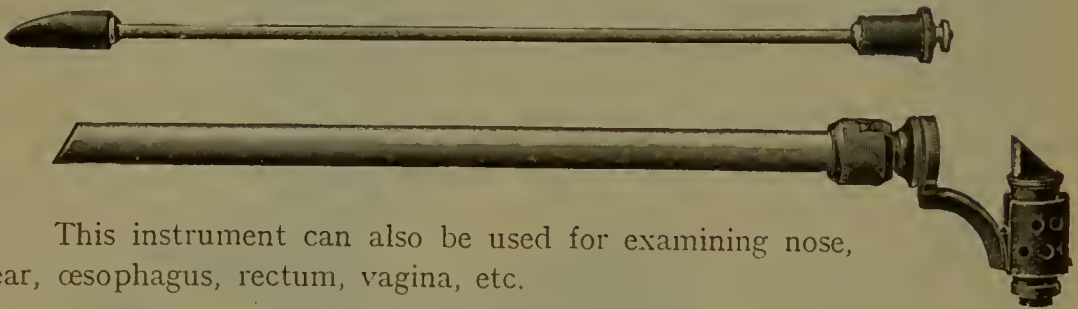 This instrument can also be used for examining nose,
ear, œsophagus, rectum, vagina, etc.